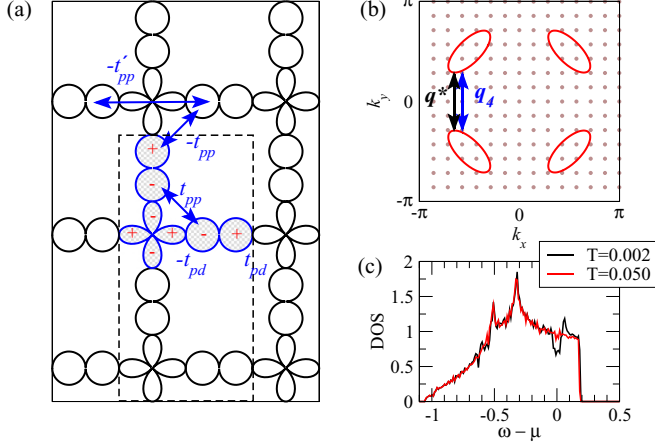 (a)
-t′pp
-tpp
+
-
tpp
-
+
+
-
+
-
-tpd
tpd
(b)
π
ky
0
-π
q*
q4
-π
0
π
kx
T=0.002
T=0.050
(c)
2
1.5
DOS
1
0.5
0
-1
-0.5
0
0.5
ω − μ